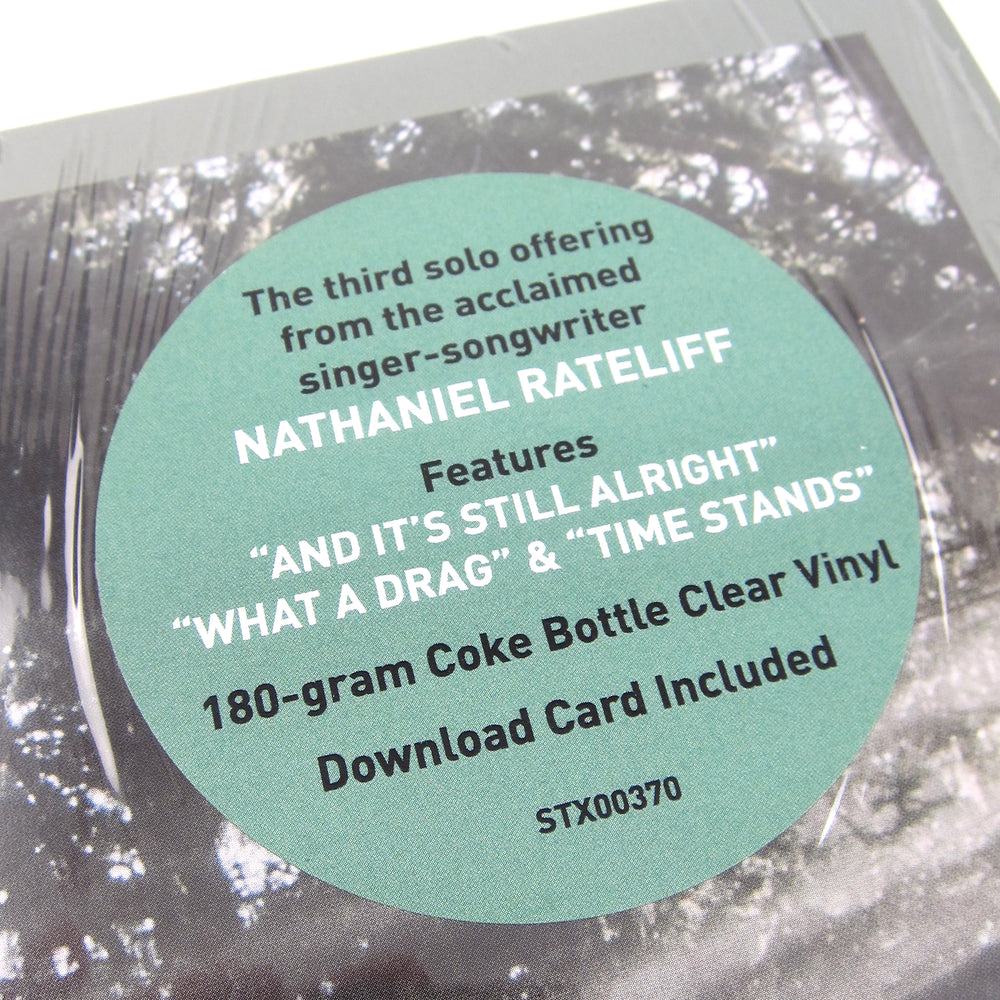 The third solo offering
from the acclaimed
singer-songwriter
NATHANIEL RATELIFF
Features
“AND IT’S STILL ALRIGHT”
“WHAT A DRAG” & “TIME STANDS”
180-gram Coke Bottle Clear Vinyl
Download Card Included
STX00370